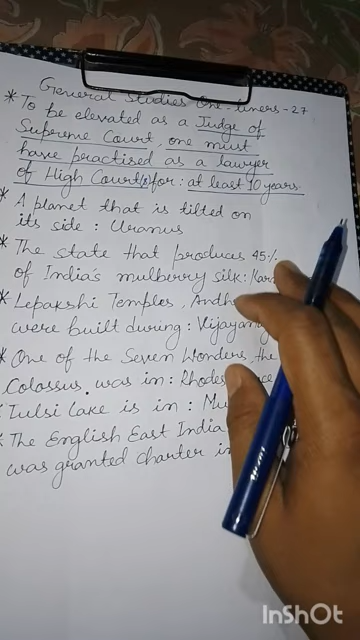 General Studies One-liners-27
* To be elevated as a Judge of
Supreme Court, one must
have practised as a lawyer
of High Court(s) for: at least 10 years
* A planet that is tilted on
its side: Uranus
* The state that produces 45%
of India's mulberry silk:
* Lepakshi Temples,
were built during:
* One of the Seven Wonders, the
Colossus was in: Rhodes
* Tulsi Lake is in:
* The English East India
was granted charter in
InShOt